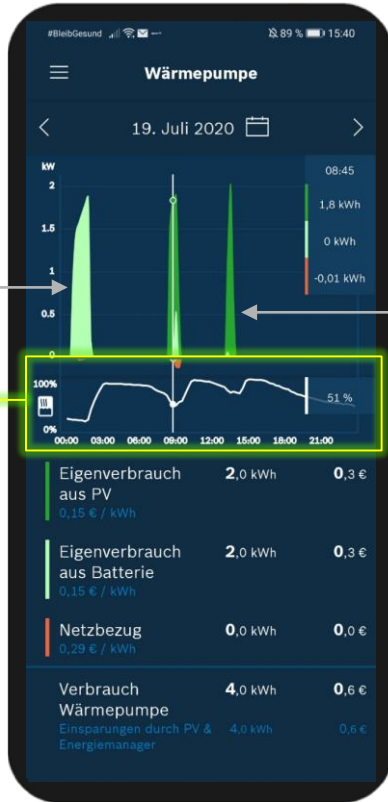 #BleibGesund 89 % 15:40
Wärmepumpe
19. Juli 2020
kW
2
1.5
1
0.5
0
08:45
1,8 kWh
0 kWh
-0,01 kWh
100%
0%
51 %
00:00 03:00 06:00 09:00 12:00 15:00 18:00 21:00
Eigenverbrauch 2,0 kWh 0,3 €
aus PV
0,15 € / kWh
Eigenverbrauch 2,0 kWh 0,3 €
aus Batterie
0,15 € / kWh
Netzbezug 0,0 kWh 0,0 €
0,29 € / kWh
Verbrauch 4,0 kWh 0,6 €
Wärmepumpe
Einsparungen durch PV & 4,0 kWh 0,6 €
Energiemanager